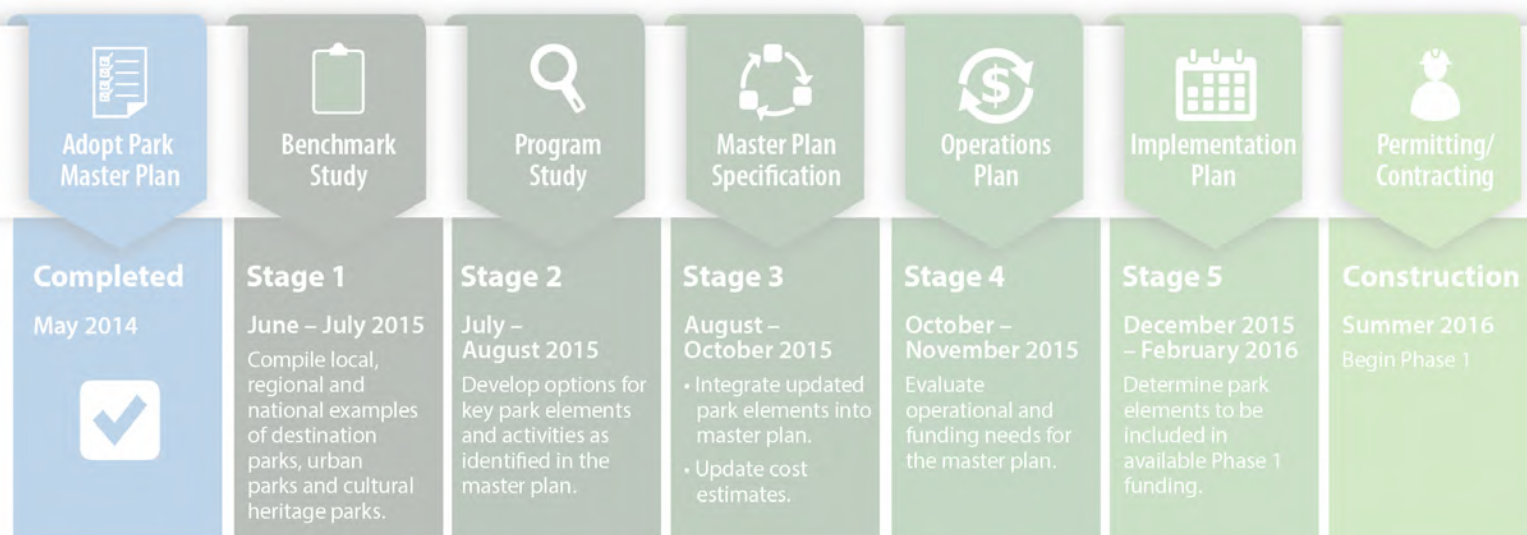 Adopt Park
Master Plan
Completed
May 2014
Benchmark
Study
Stage 1
June – July 2015
Compile local,
regional and
national examples
of destination
parks, urban
parks and cultural
heritage parks.
Program
Study
Stage 2
July –
August 2015
Develop options for
key park elements
and activities as
identified in the
master plan.
Master Plan
Specification
Stage 3
August –
October 2015
• Integrate updated
park elements into
master plan.
• Update cost
estimates.
$
Operations
Plan
Stage 4
October –
November 2015
Evaluate
operational and
funding needs for
the master plan.
Implementation
Plan
Stage 5
December 2015
– February 2016
Determine park
elements to be
included in
available Phase 1
funding.
Permitting/
Contracting
Construction
Summer 2016
Begin Phase 1